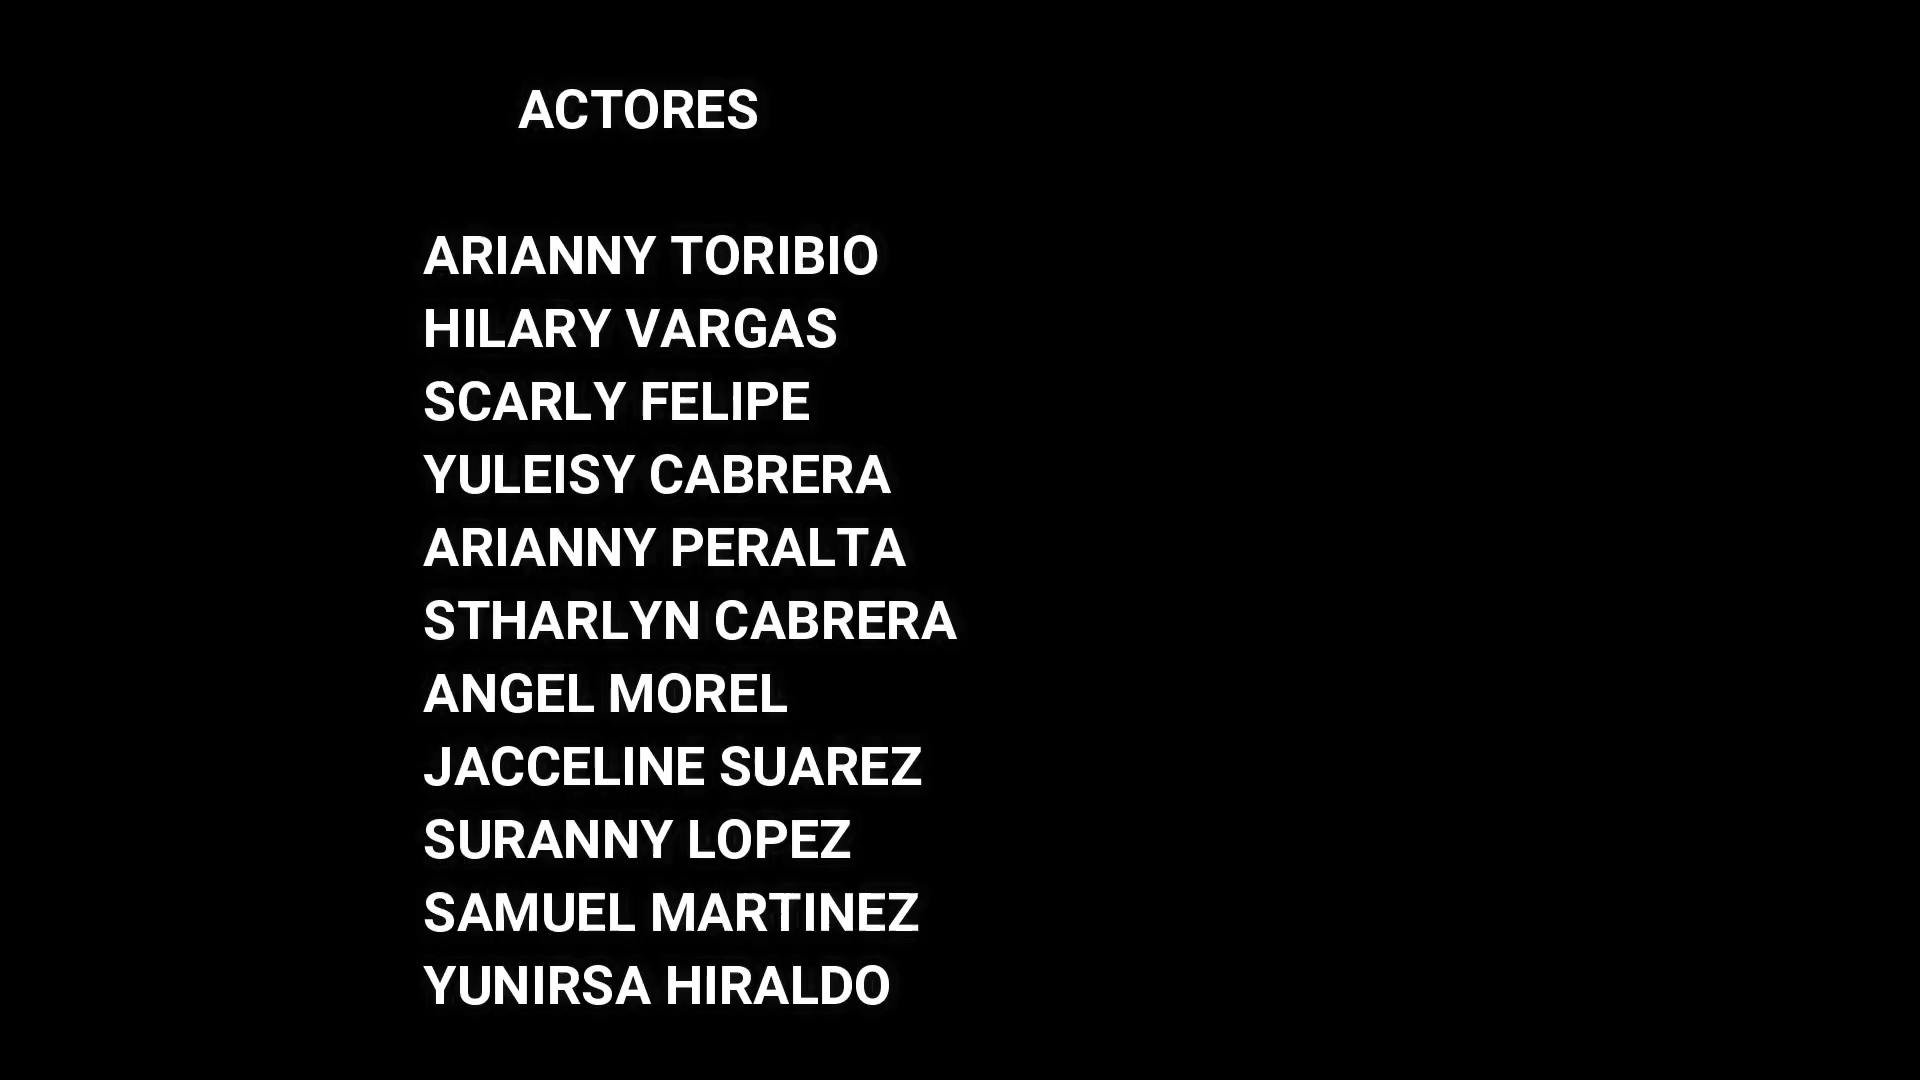 ACTORES
ARIANNY TORIBIO
HILARY VARGAS
SCARLY FELIPE
YULEISY CABRERA
ARIANNY PERALTA
STHARLYN CABRERA
ANGEL MOREL
JACCELINE SUAREZ
SURANNY LOPEZ
SAMUEL MARTINEZ
YUNIRSA HIRALDO